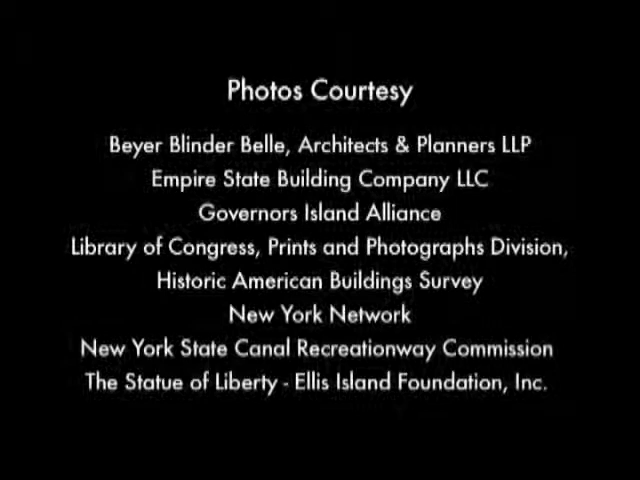 Photos Courtesy
Beyer Blinder Belle, Architects & Planners LLP
Empire State Building Company LLC
Governors Island Alliance
Library of Congress, Prints and Photographs Division,
Historic American Buildings Survey
New York Network
New York State Canal Recreationway Commission
The Statue of Liberty - Ellis Island Foundation, Inc.